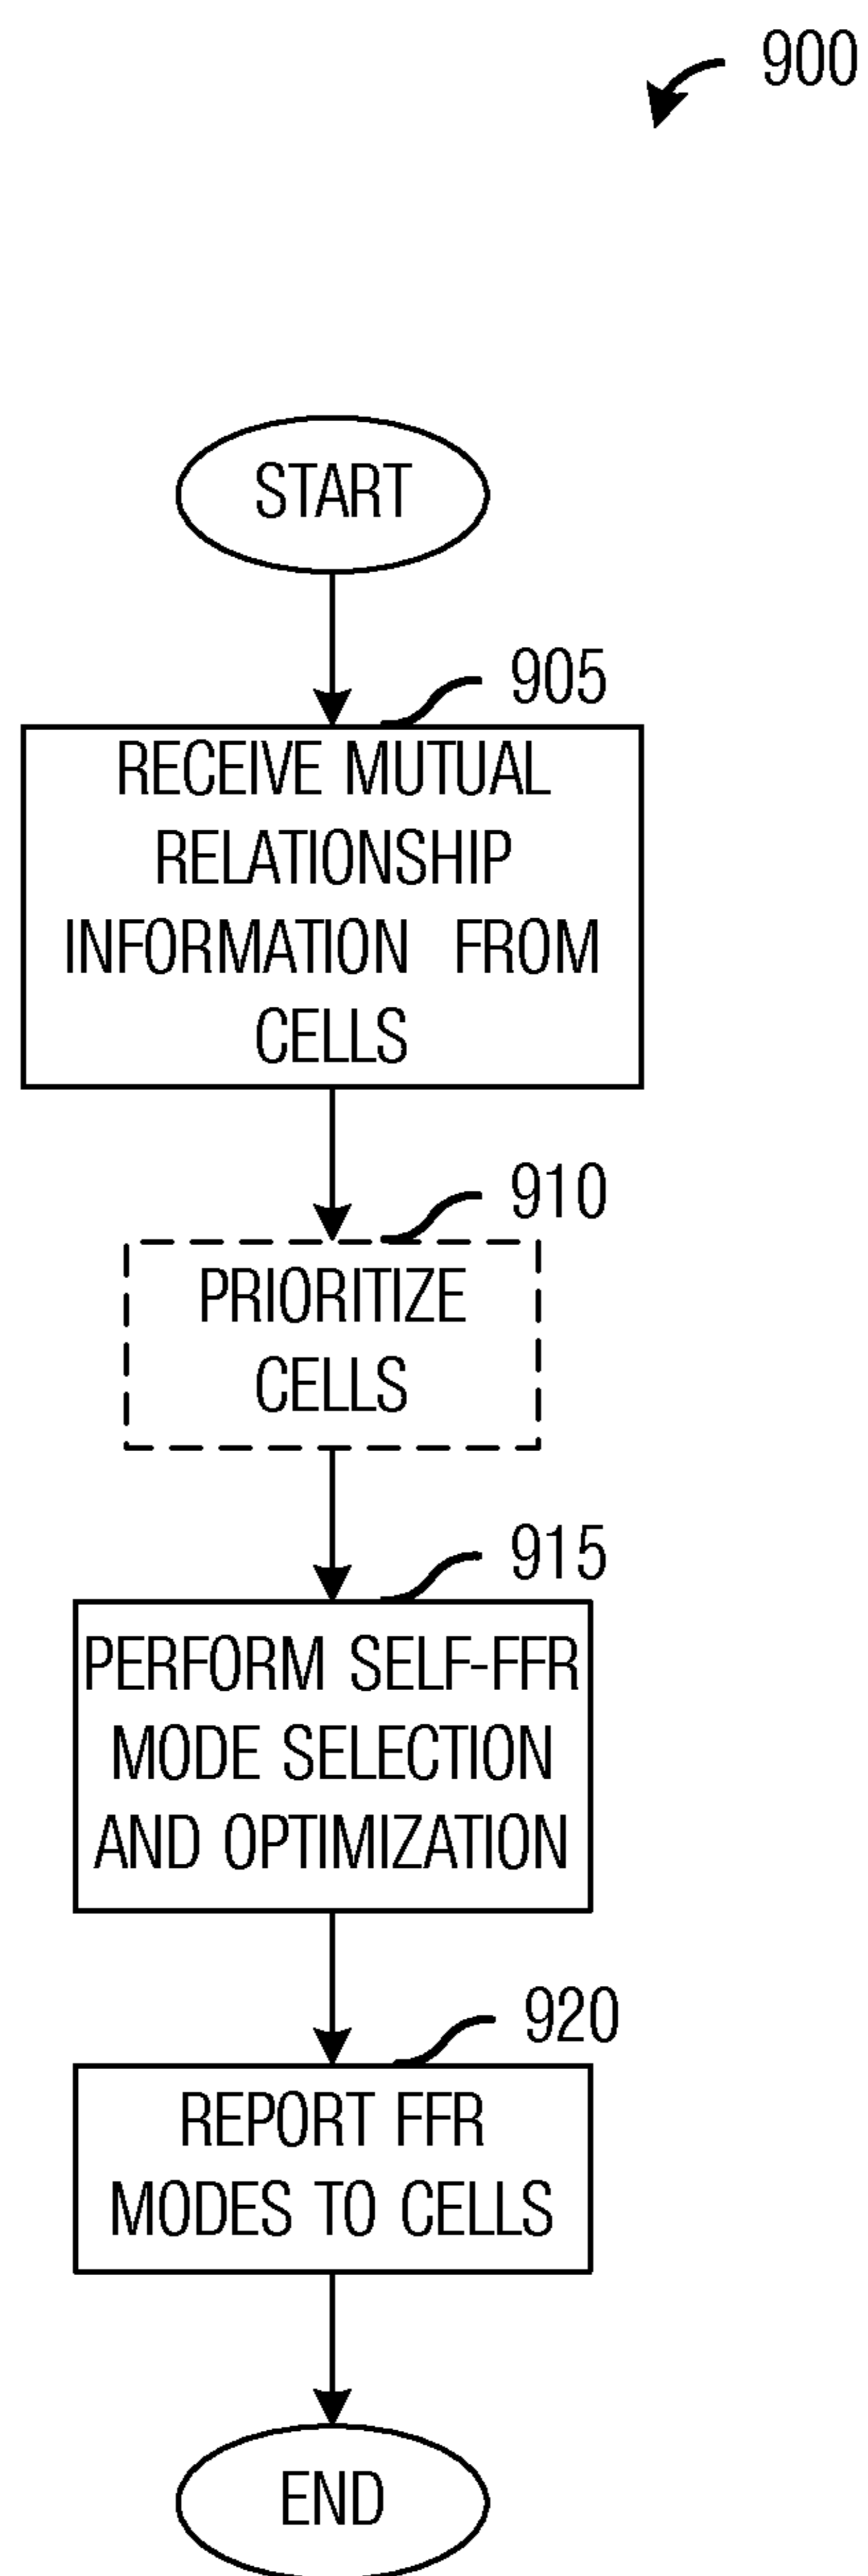 900
START
905
RECEIVE MUTUAL
RELATIONSHIP
INFORMATION FROM
CELLS
910
PRIORITIZE
CELLS
915
PERFORM SELF-FFR
MODE SELECTION
AND OPTIMIZATION
920
REPORT FFR
MODES TO CELLS
END